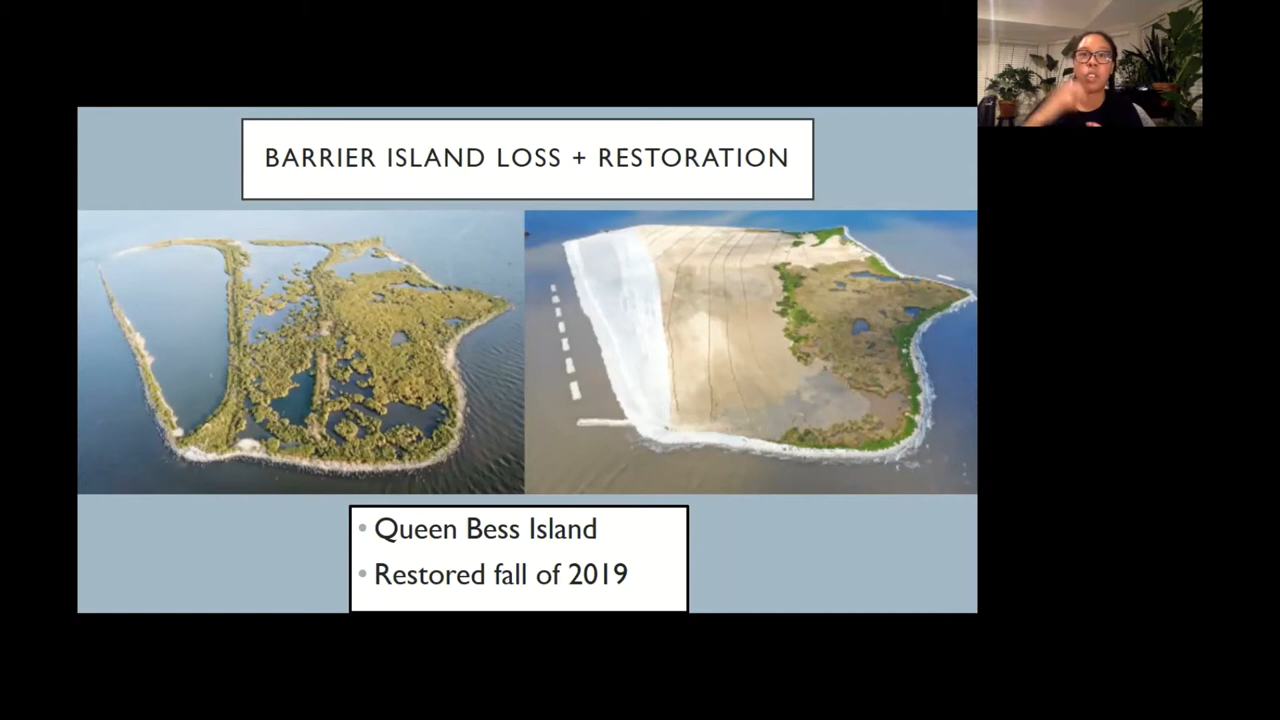 BARRIER ISLAND LOSS + RESTORATION
• Queen Bess Island
• Restored fall of 2019